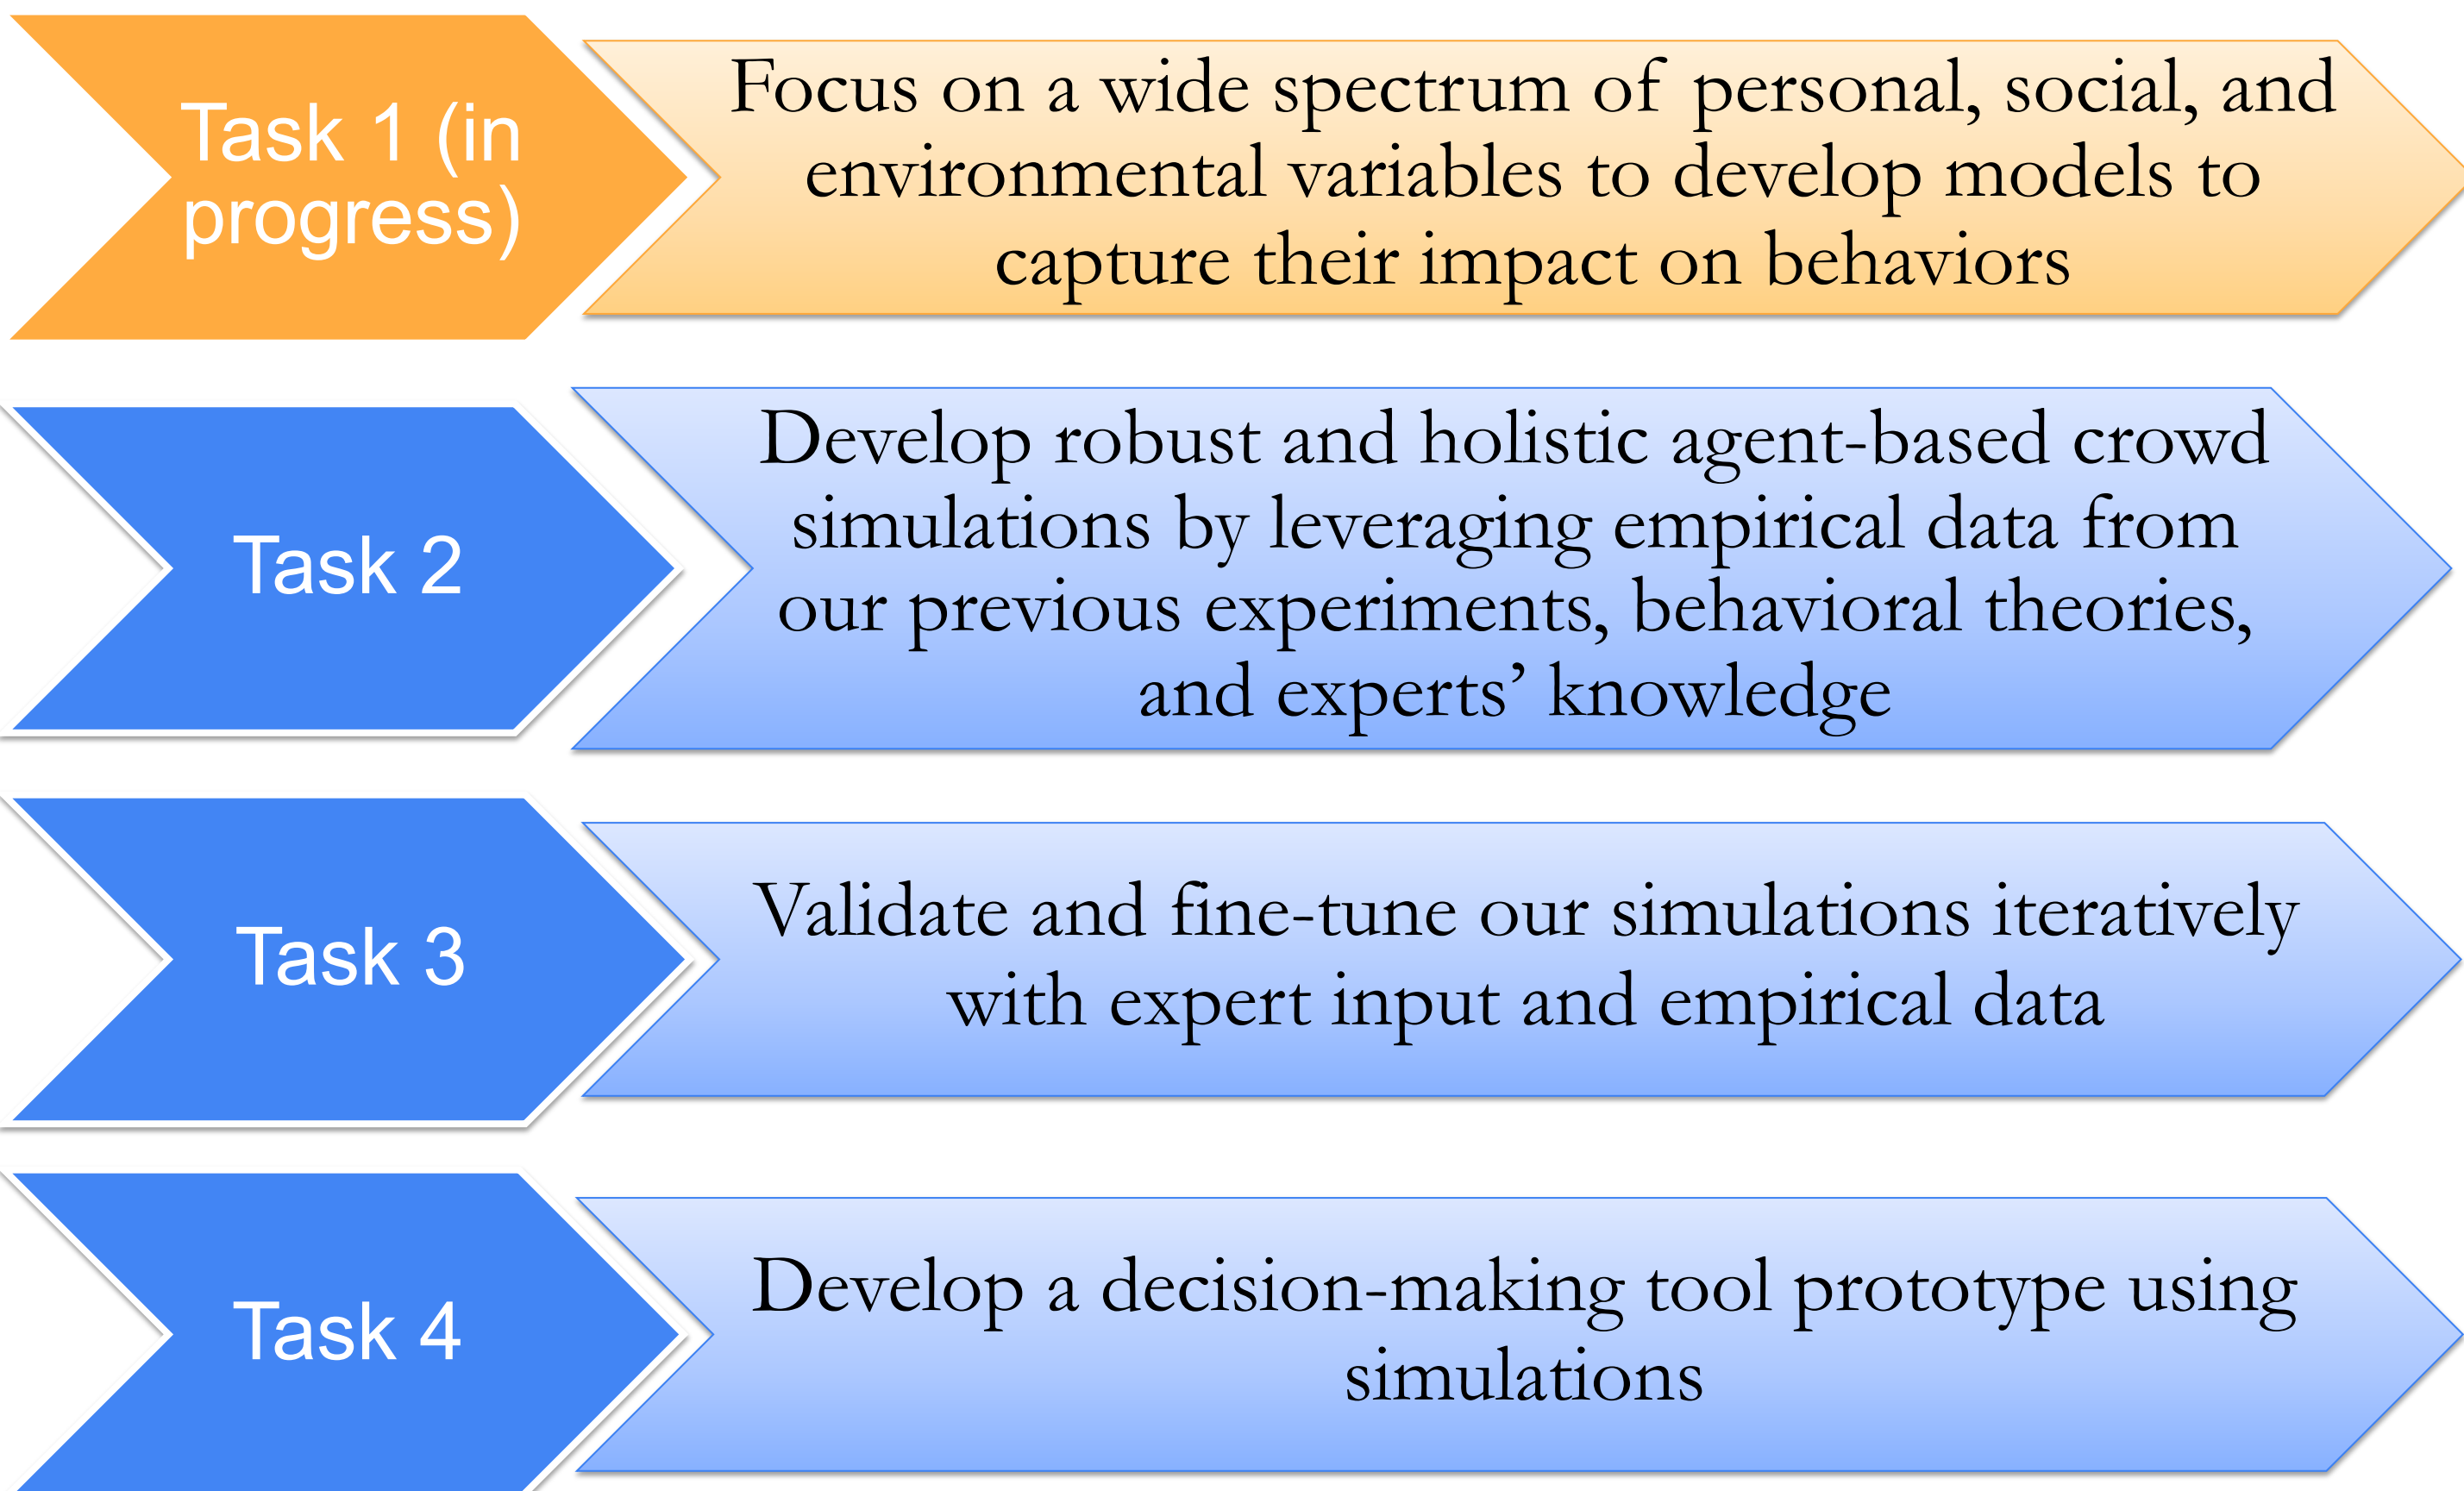 Task 1 (in
progress)
Focus on a wide spectrum of personal, social, and
evironmental variables to develop models to
capture their impact on behaviors
Task 2
Develop robust and holistic agent-based crowd
simulations by leveraging empirical data from
our previous experiments, behavioral theories,
and experts’ knowledge
Task 3
Validate and fine-tune our simulations iteratively
with expert input and empirical data
Task 4
Develop a decision-making tool prototype using
simulations